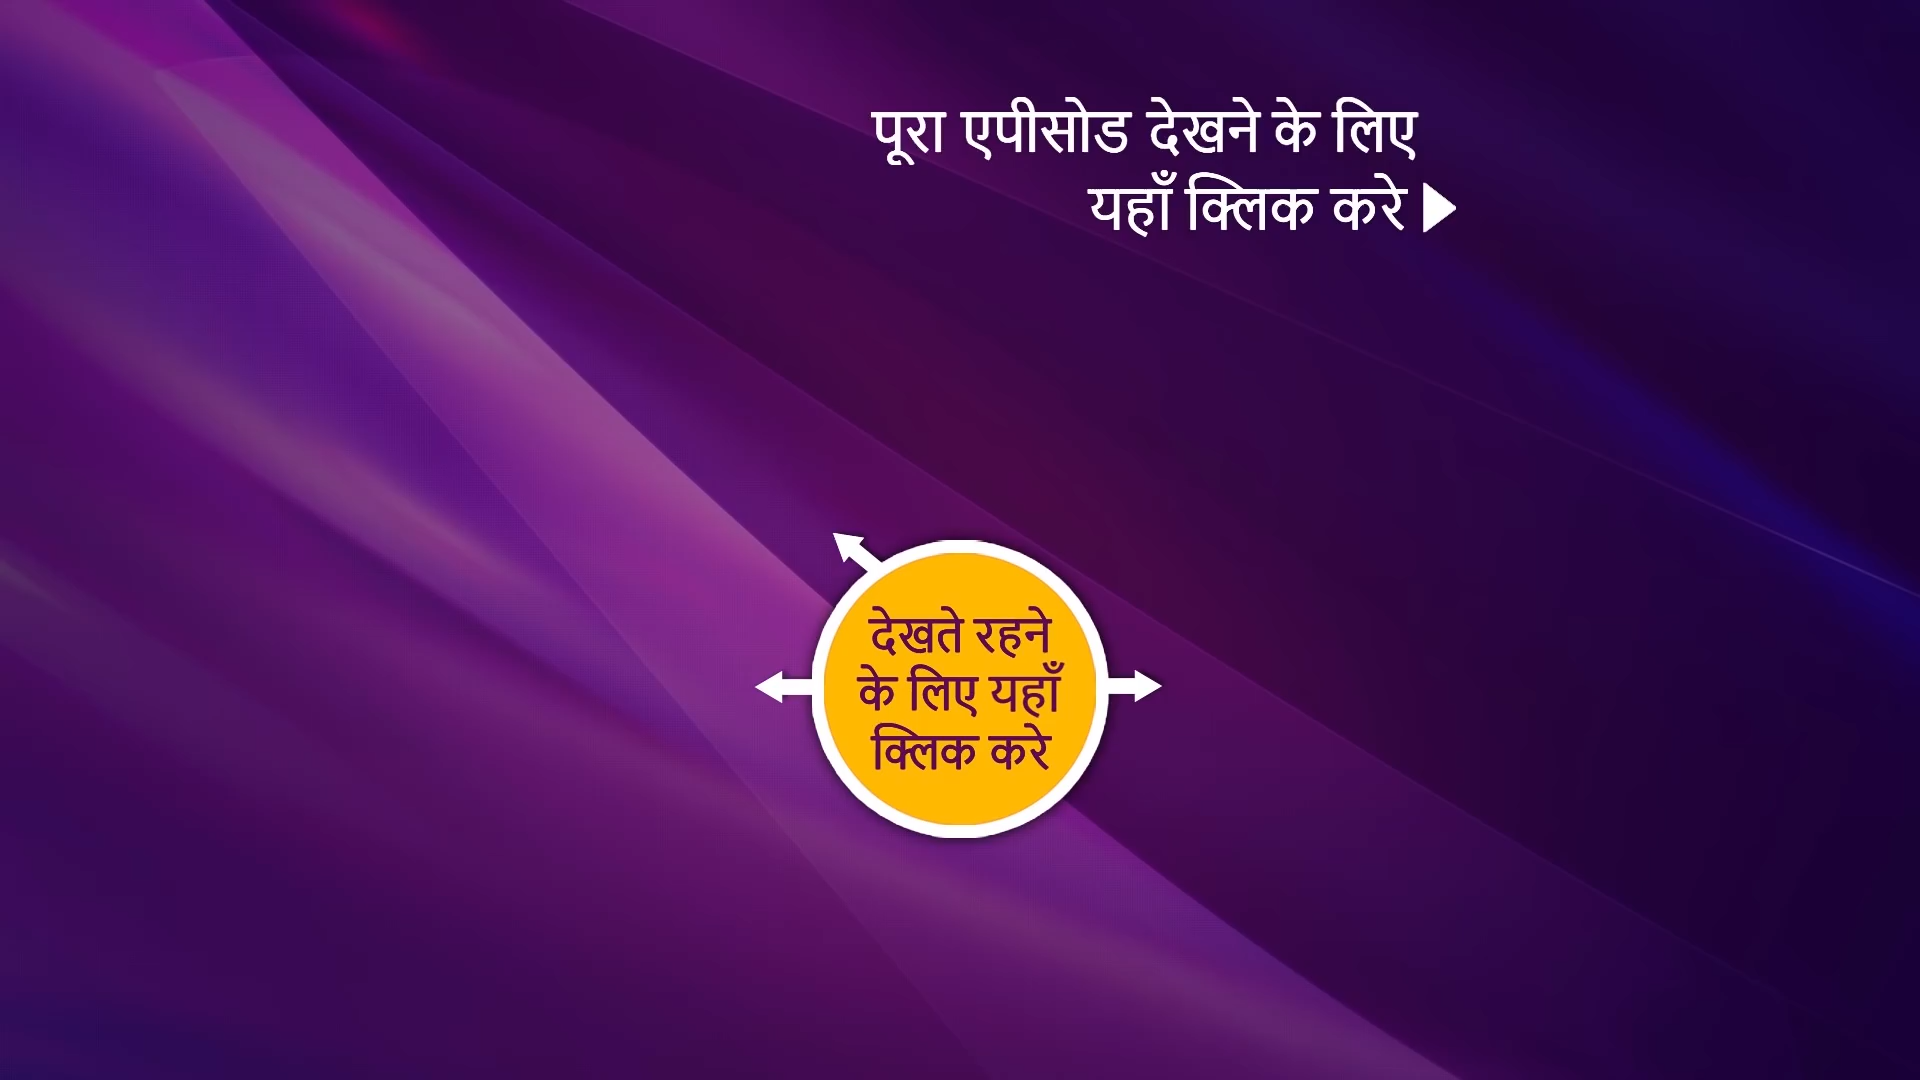 पूरा एपीसोड देखने के लिए
यहाँ क्लिक करे
देखते रहने
के लिए यहाँ
क्लिक करे